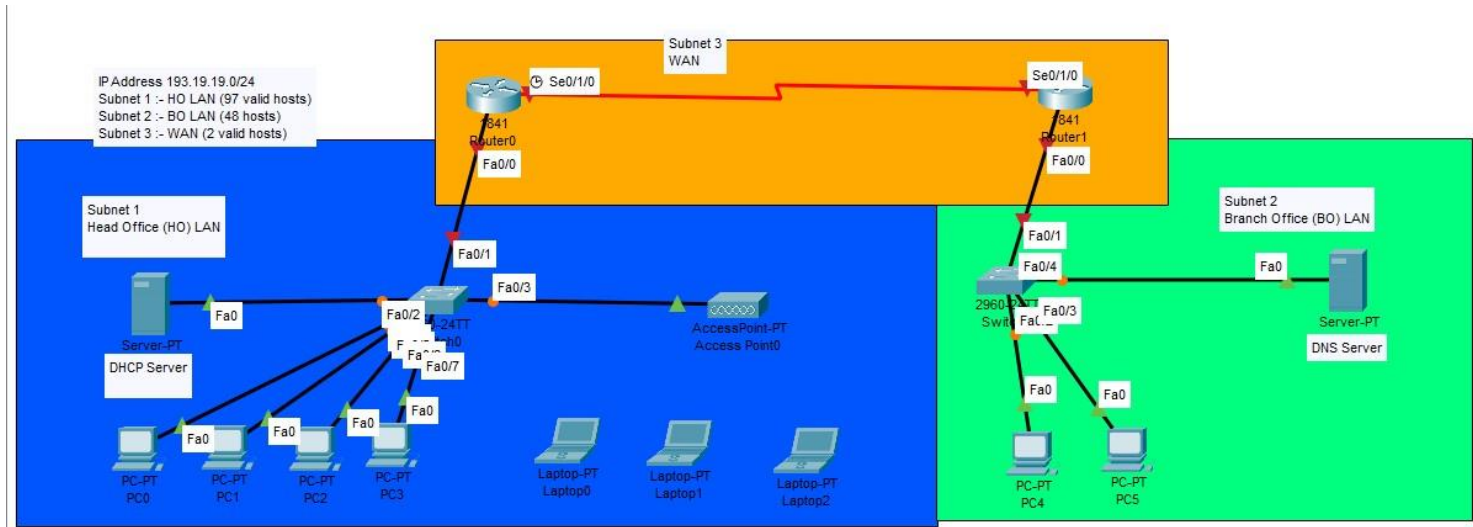 Subnet 3
WAN
IP Address 193.19.19.0/24
Subnet 1 :- HO LAN (97 valid hosts)
Subnet 2 :- BO LAN (48 hosts)
Subnet 3 :- WAN (2 valid hosts)
Se0/1/0
Se0/1/0
1841
Router0
1841
Router1
Fa0/0
Fa0/0
Subnet 1
Head Office (HO) LAN
Subnet 2
Branch Office (BO) LAN
Fa0/1
Fa0/1
Fa0/4
Fa0
Fa0/3
Fa0
Fa0/2
Fa0/3
Server-PT
DHCP Server
AccessPoint-PT
Access Point0
Server-PT
DNS Server
Fa0/7
Fa0
Fa0
Fa0
Fa0
Fa0
Fa0
PC-PT
PC0
PC-PT
PC1
PC-PT
PC2
PC-PT
PC3
Laptop-PT
Laptop0
Laptop-PT
Laptop1
Laptop-PT
Laptop2
PC-PT
PC4
PC-PT
PC5